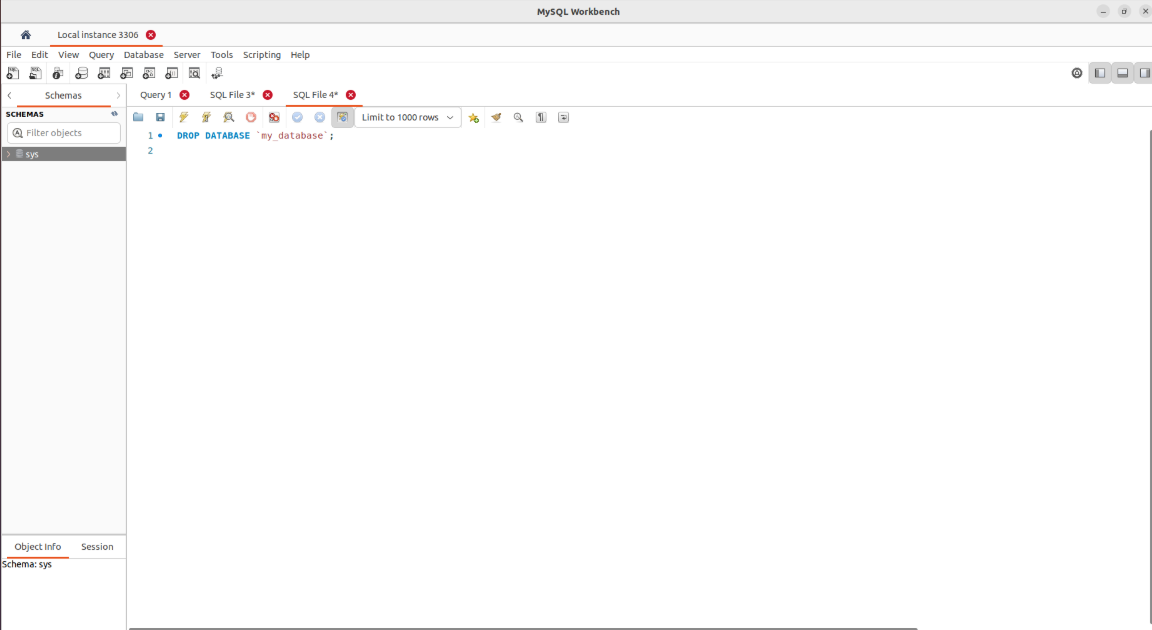 MySQL Workbench
Local instance 3306
File Edit View Query Database Server Tools Scripting Help
Schemas
Query 1 SQL File 3* SQL File 4*
SCHEMAS
Limit to 1000 rows
Filter objects
1 DROP DATABASE `my_database`;
2
sys
Object Info Session
Schema: sys